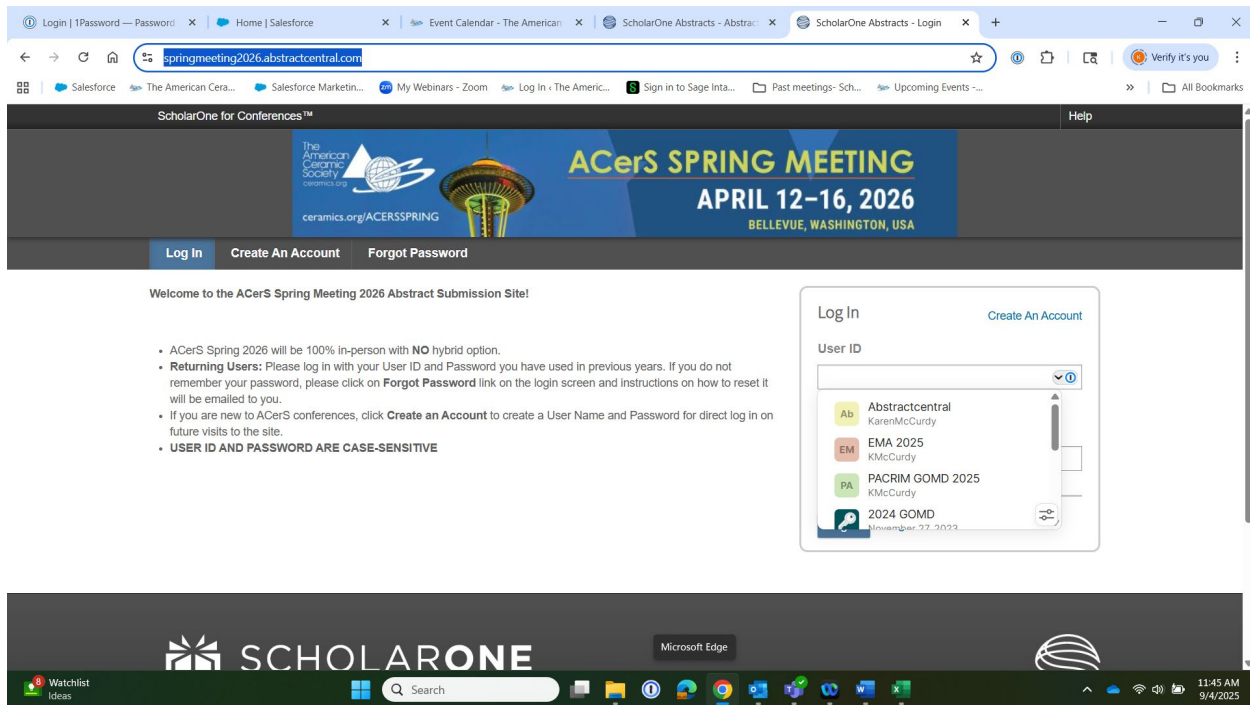 Login | 1Password — Password
Home | Salesforce
Event Calendar - The American
ScholarOne Abstracts - Abstrac
ScholarOne Abstracts - Login
springmeeting2026.abstractcentral.com
Verify it's you
Salesforce
The American Cera...
Salesforce Marketin...
zm
My Webinars - Zoom
Log In ‹ The Americ...
S
Sign in to Sage Inta...
Past meetings- Sch...
Upcoming Events -...
»
All Bookmarks
ScholarOne for Conferences™
Help
The
American
Ceramic
Society
ceramics.org
ceramics.org/ACERSSPRING
ACerS SPRING MEETING
APRIL 12–16, 2026
BELLEVUE, WASHINGTON, USA
Log In
Create An Account
Forgot Password
Welcome to the ACerS Spring Meeting 2026 Abstract Submission Site!
• ACerS Spring 2026 will be 100% in-person with NO hybrid option.
• Returning Users: Please log in with your User ID and Password you have used in previous years. If you do not
remember your password, please click on Forgot Password link on the login screen and instructions on how to reset it
will be emailed to you.
• If you are new to ACerS conferences, click Create an Account to create a User Name and Password for direct log in on
future visits to the site.
• USER ID AND PASSWORD ARE CASE-SENSITIVE
Log In
Create An Account
User ID
Ab
Abstractcentral
KarenMcCurdy
EM
EMA 2025
KMcCurdy
PA
PACRIM GOMD 2025
KMcCurdy
2024 GOMD
November 27, 2023
SCHOLARONE
Microsoft Edge
8
Watchlist
Ideas
Search
11:45 AM
9/4/2025